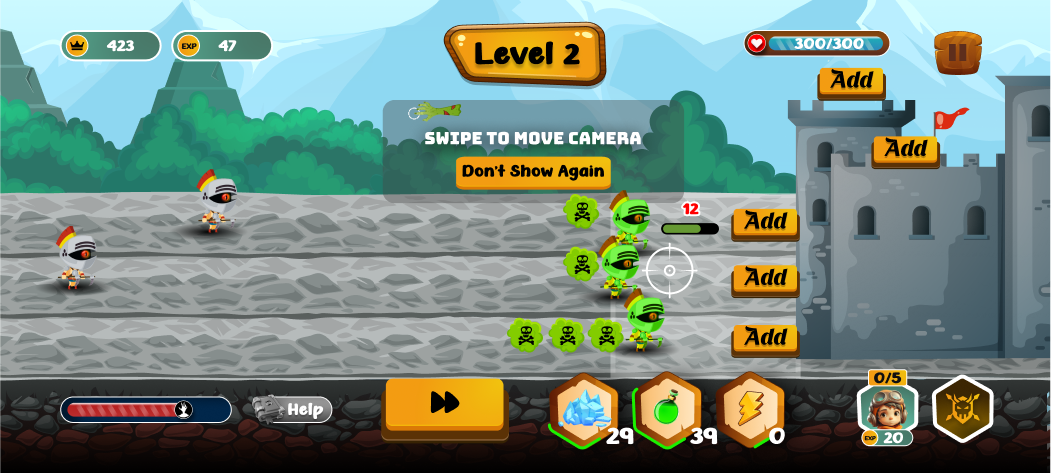 423
EXP 47
Level 2
300/300
Add
SWIPE TO MOVE CAMERA
Add
Don't Show Again
12
Add
Add
Add
Help
29
39
0
0/5
EXP 20